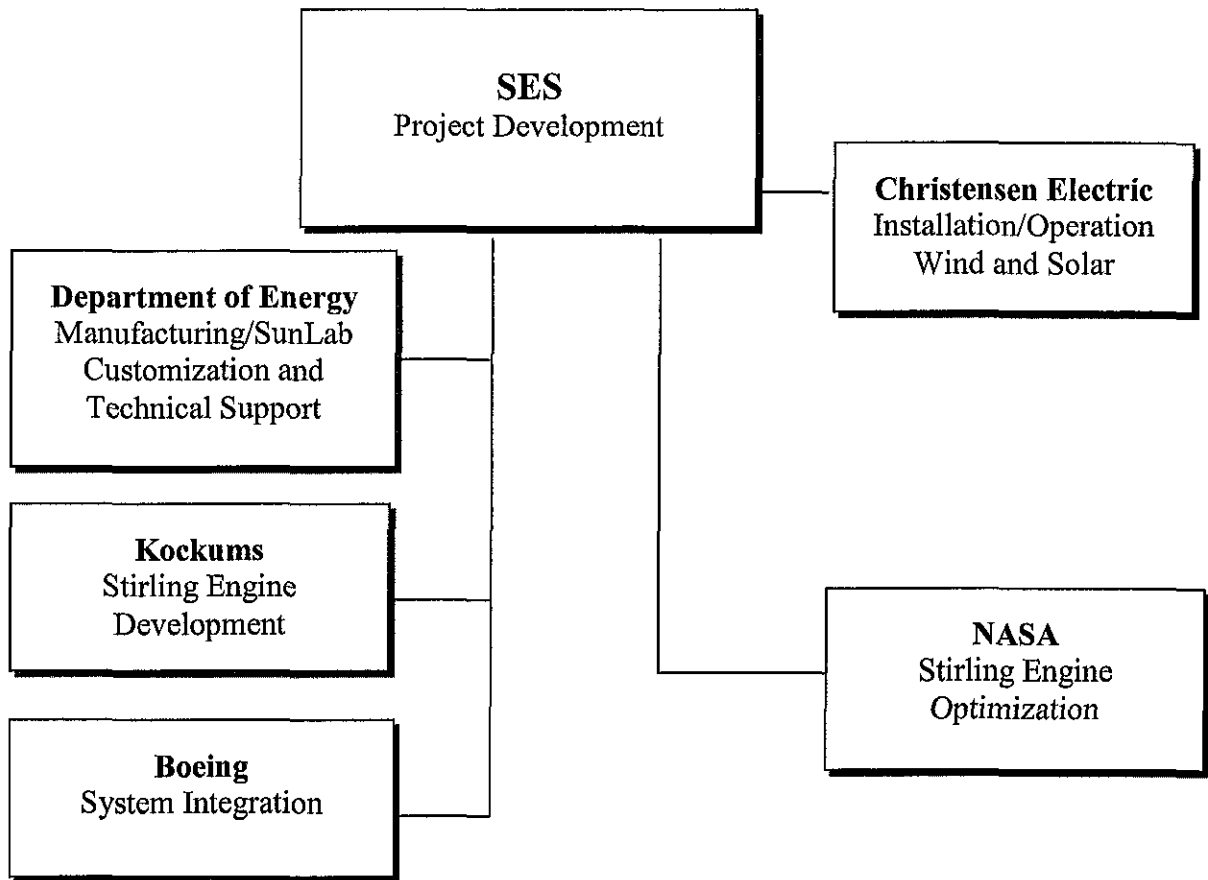 SES
Project Development
Christensen Electric
Installation/Operation
Wind and Solar
Department of Energy
Manufacturing/SunLab
Customization and
Technical Support
Kockums
Stirling Engine
Development
NASA
Stirling Engine
Optimization
Boeing
System Integration